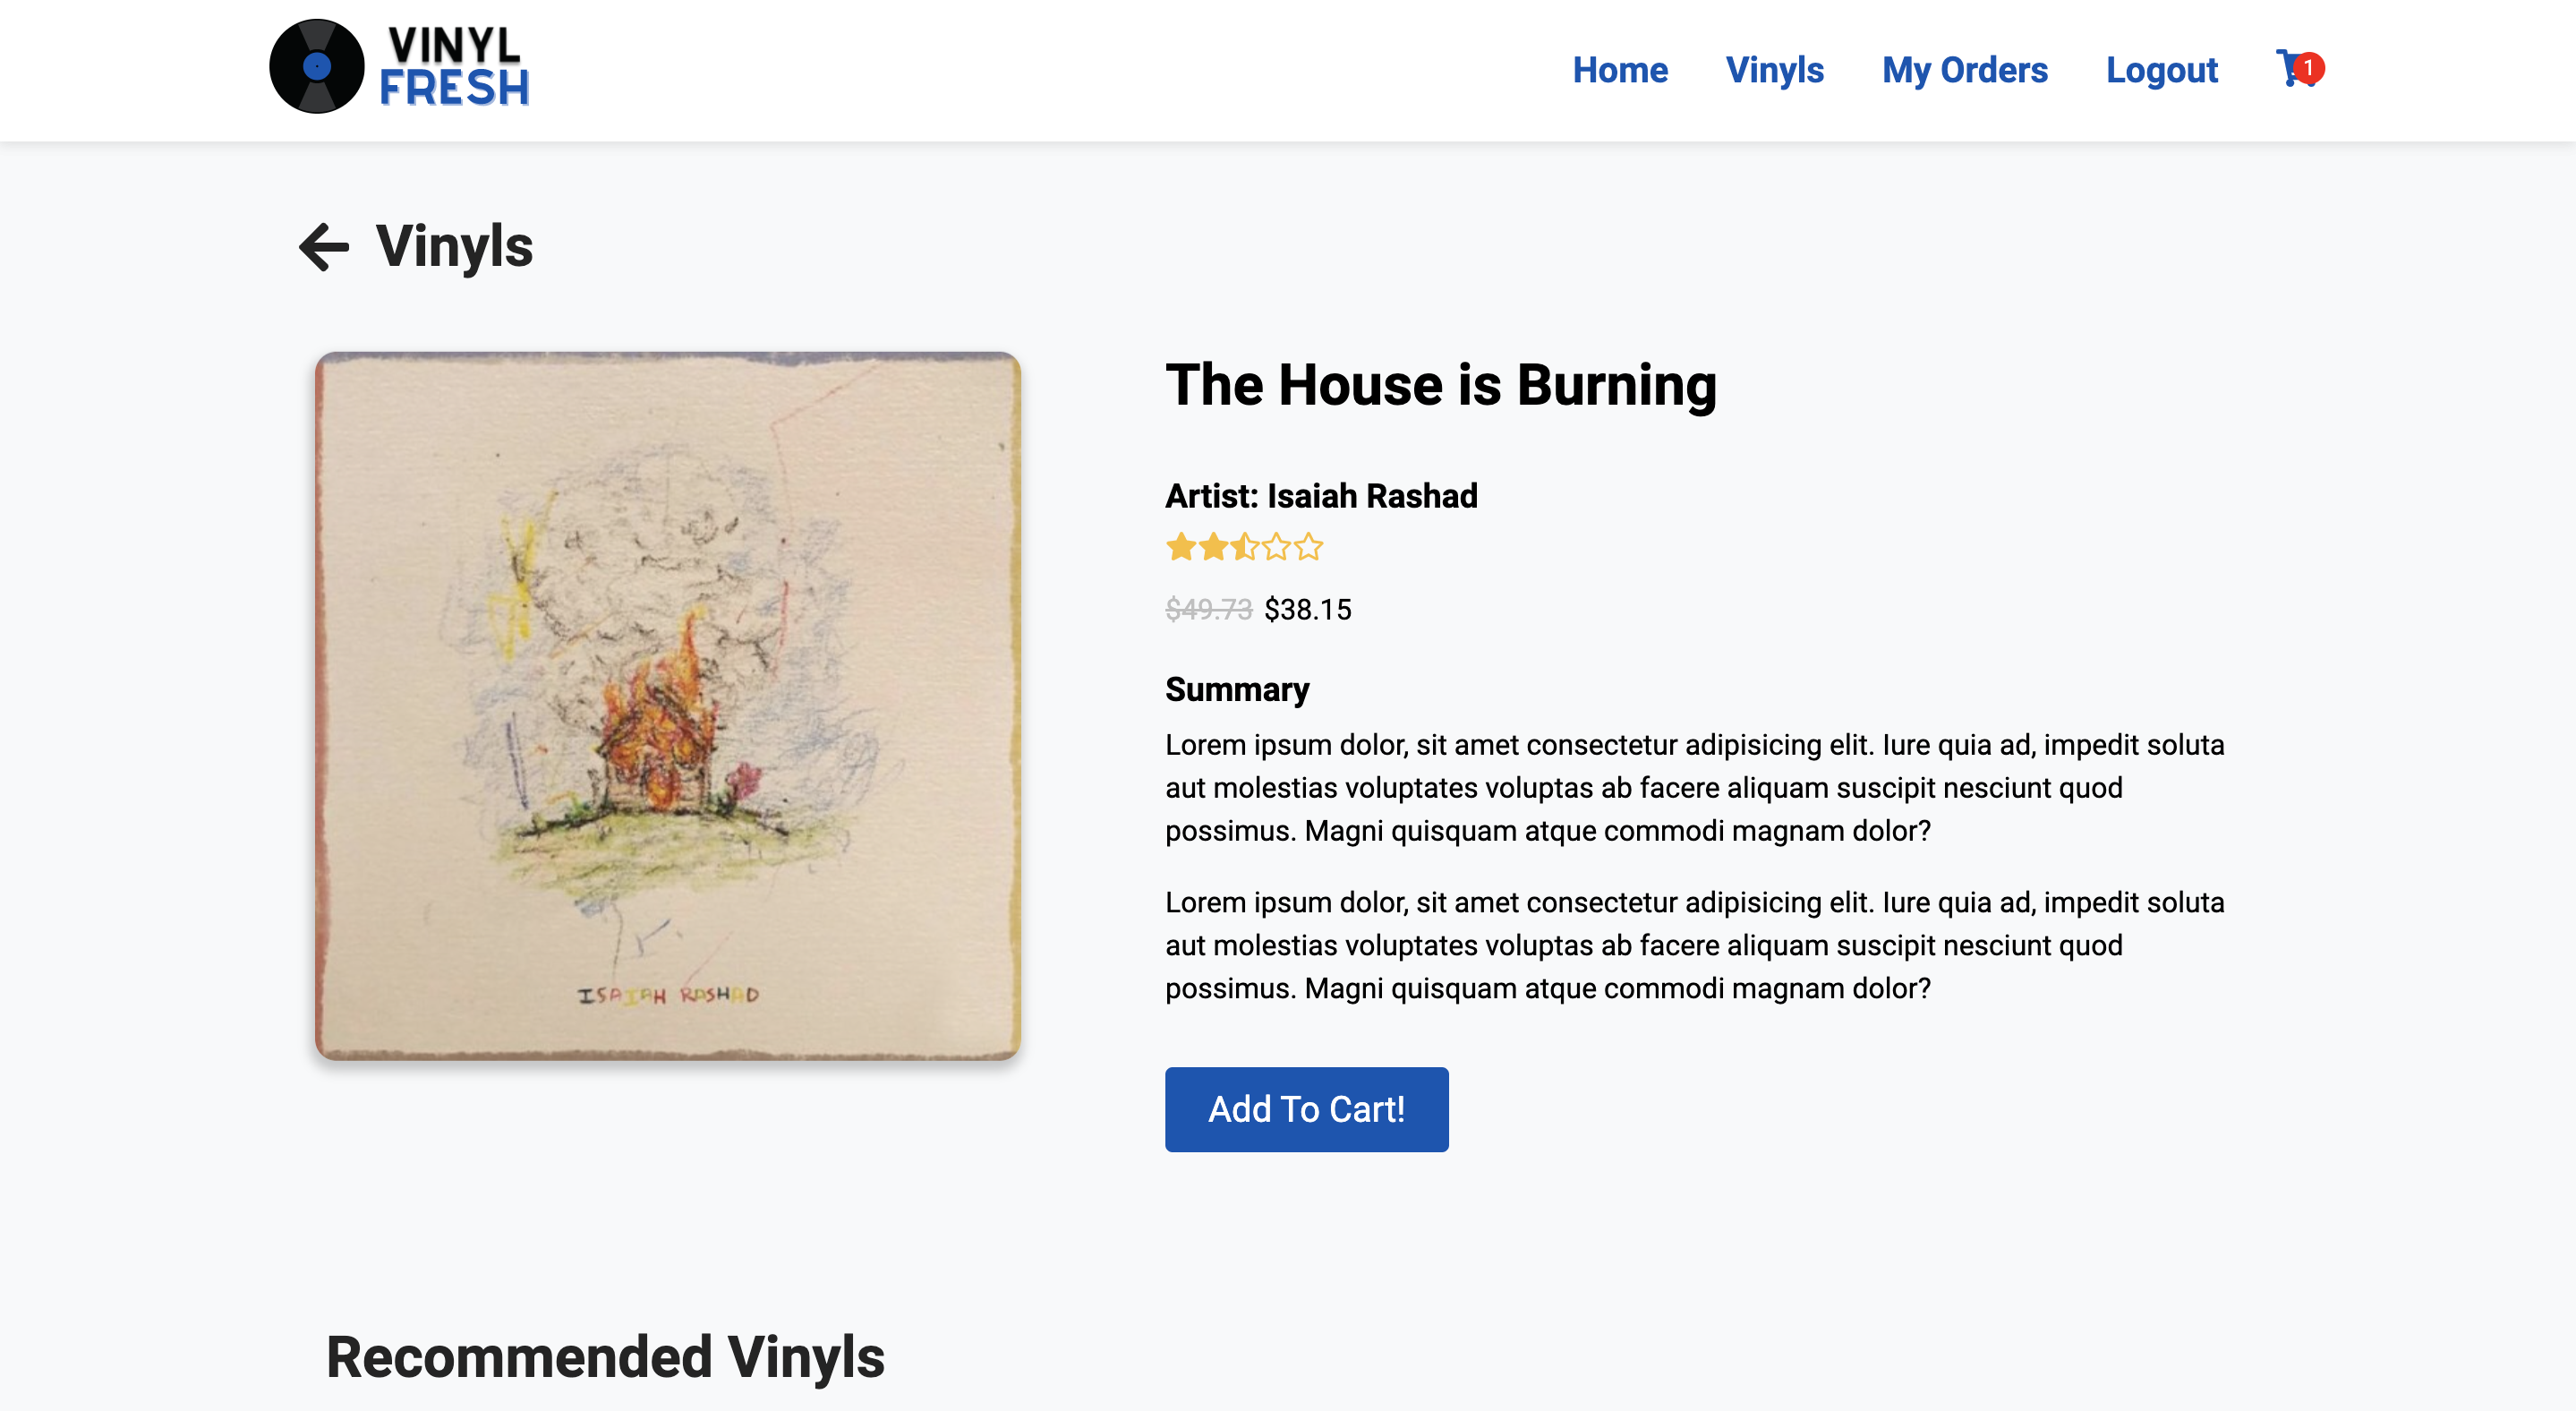 VINYL
FRESH
Home
Vinyls
My Orders
Logout
1
Vinyls
The House is Burning
Artist: Isaiah Rashad
$49.73 $38.15
Summary
Lorem ipsum dolor, sit amet consectetur adipisicing elit. Iure quia ad, impedit soluta
aut molestias voluptates voluptas ab facere aliquam suscipit nesciunt quod
possimus. Magni quisquam atque commodi magnam dolor?
Lorem ipsum dolor, sit amet consectetur adipisicing elit. Iure quia ad, impedit soluta
aut molestias voluptates voluptas ab facere aliquam suscipit nesciunt quod
possimus. Magni quisquam atque commodi magnam dolor?
ISAIAH RASHAD
Add To Cart!
Recommended Vinyls